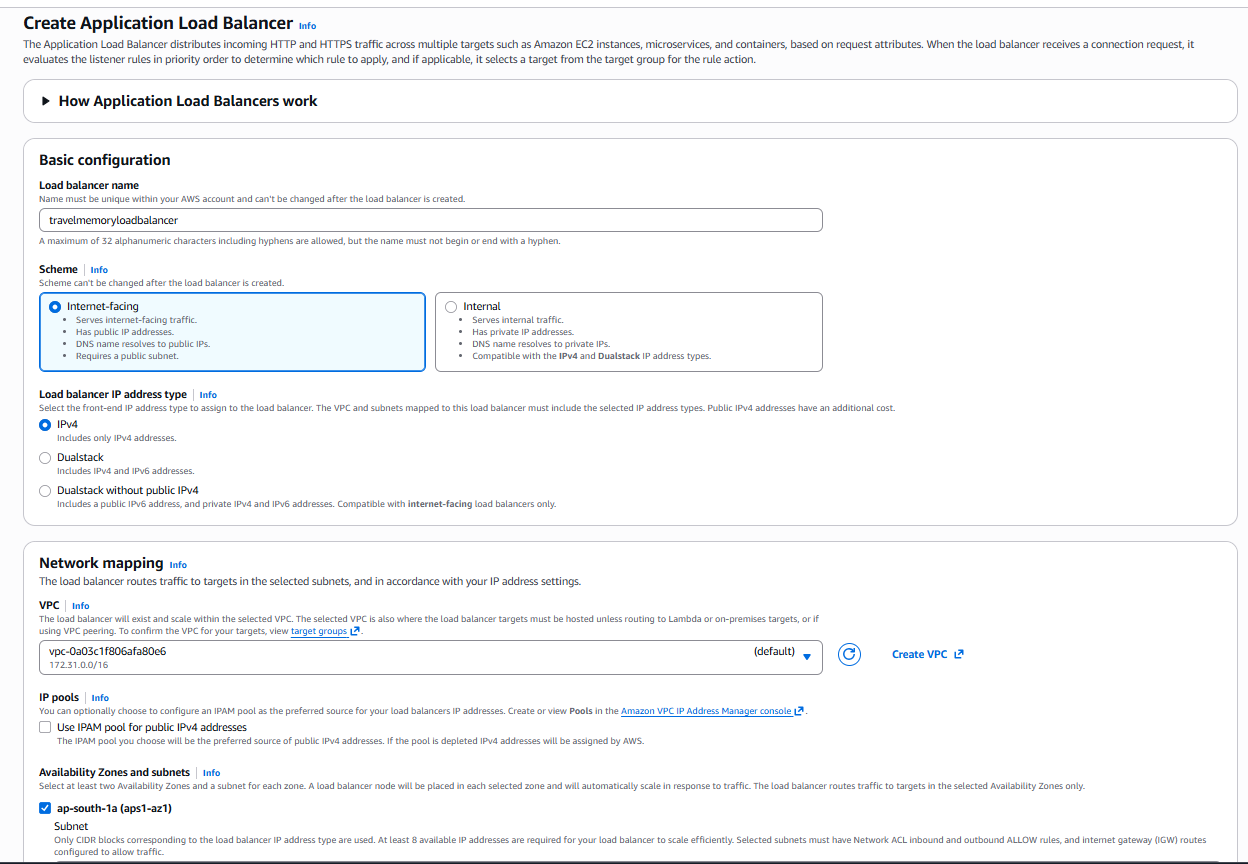 Create Application Load Balancer Info
The Application Load Balancer distributes incoming HTTP and HTTPS traffic across multiple targets such as Amazon EC2 instances, microservices, and containers, based on request attributes. When the load balancer receives a connection request, it
evaluates the listener rules in priority order to determine which rule to apply, and if applicable, it selects a target from the target group for the rule action.
How Application Load Balancers work
Basic configuration
Load balancer name
Name must be unique within your AWS account and can't be changed after the load balancer is created.
travelmemoryloadbalancer
A maximum of 32 alphanumeric characters including hyphens are allowed, but the name must not begin or end with a hyphen.
Scheme Info
Scheme can't be changed after the load balancer is created.
Internet-facing
• Serves internet-facing traffic.
• Has public IP addresses.
• DNS name resolves to public IPs.
• Requires a public subnet.
Internal
• Serves internal traffic.
• Has private IP addresses.
• DNS name resolves to private IPs.
• Compatible with the IPv4 and Dualstack IP address types.
Load balancer IP address type Info
Select the front-end IP address type to assign to the load balancer. The VPC and subnets mapped to this load balancer must include the selected IP address types. Public IPv4 addresses have an additional cost.
IPv4
Includes only IPv4 addresses.
Dualstack
Includes IPv4 and IPv6 addresses.
Dualstack without public IPv4
Includes a public IPv6 address, and private IPv4 and IPv6 addresses. Compatible with internet-facing load balancers only.
Network mapping Info
The load balancer routes traffic to targets in the selected subnets, and in accordance with your IP address settings.
VPC Info
The load balancer will exist and scale within the selected VPC. The selected VPC is also where the load balancer targets must be hosted unless routing to Lambda or on-premises targets, or if
using VPC peering. To confirm the VPC for your targets, view target groups.
vpc-0a03c1f806afa80e6 (default)
172.31.0.0/16
Create VPC
IP pools Info
You can optionally choose to configure an IPAM pool as the preferred source for your load balancers IP addresses. Create or view Pools in the Amazon VPC IP Address Manager console.
Use IPAM pool for public IPv4 addresses
The IPAM pool you choose will be the preferred source of public IPv4 addresses. If the pool is depleted IPv4 addresses will be assigned by AWS.
Availability Zones and subnets Info
Select at least two Availability Zones and a subnet for each zone. A load balancer node will be placed in each selected zone and will automatically scale in response to traffic. The load balancer routes traffic to targets in the selected Availability Zones only.
ap-south-1a (aps1-az1)
Subnet
Only CIDR blocks corresponding to the load balancer IP address type are used. At least 8 available IP addresses are required for your load balancer to scale efficiently. Selected subnets must have Network ACL inbound and outbound ALLOW rules, and internet gateway (IGW) routes
configured to allow traffic.